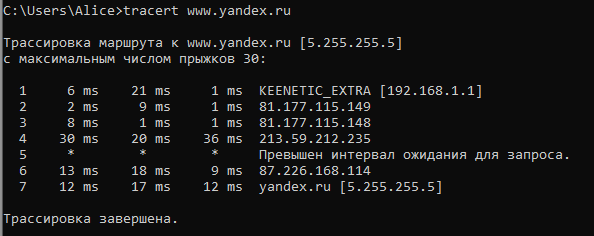 C:\Users\Alice>tracert www.yandex.ru
Трассировка маршрута к www.yandex.ru [5.255.255.5]
с максимальным числом прыжков 30:
1 6 ms 21 ms 1 ms KEENETIC_EXTRA [192.168.1.1]
2 2 ms 9 ms 1 ms 81.177.115.149
3 8 ms 1 ms 1 ms 81.177.115.148
4 30 ms 20 ms 36 ms 213.59.212.235
5 * * * Превышен интервал ожидания для запроса.
6 13 ms 18 ms 9 ms 87.226.168.114
7 12 ms 17 ms 12 ms yandex.ru [5.255.255.5]
Трассировка завершена.